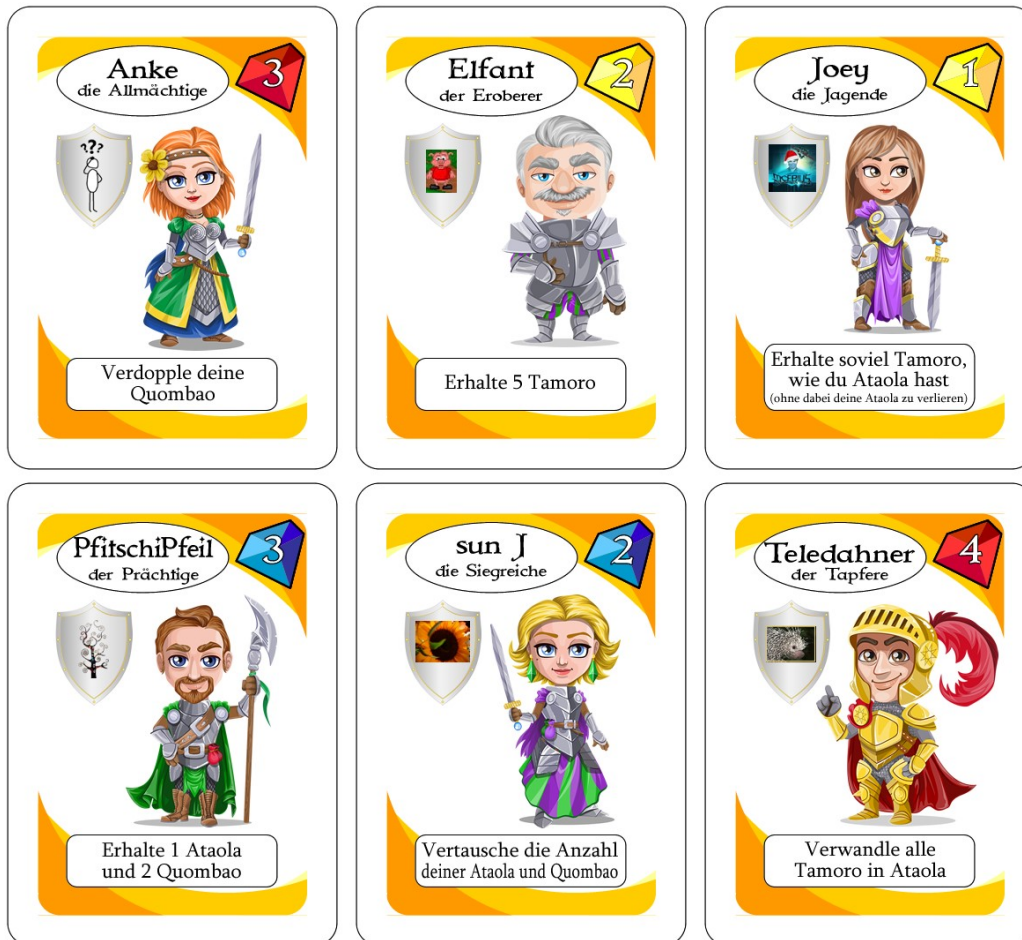 Anke
die Allmächtige
3
???
Verdopple deine
Quombao
Elfant
der Eroberer
2
Erhalte 5 Tamoro
Joey
die Jagende
1
Erhalte soviel Tamoro,
wie du Ataola hast
(ohne dabei deine Ataola zu verlieren)
PfitschiPfeil
der Prächtige
3
Erhalte 1 Ataola
und 2 Quombao
sun J
die Siegreiche
2
Vertausche die Anzahl
deiner Ataola und Quombao
Teledahner
der Tapfere
4
Verwandle alle
Tamoro in Ataola